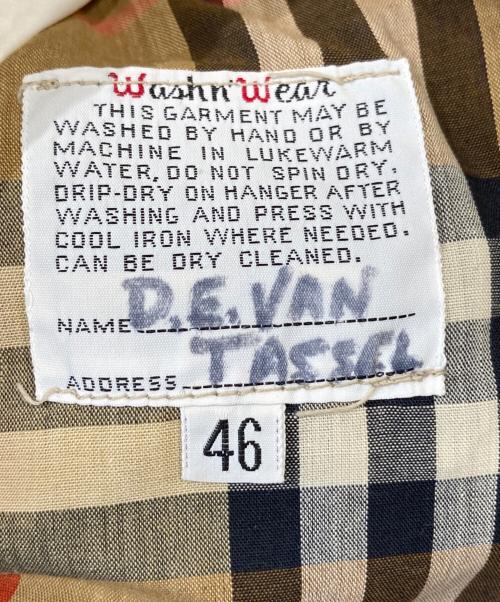 Wash'n'Wear
THIS GARMENT MAY BE
WASHED BY HAND OR BY
MACHINE IN LUKEWARM
WATER, DO NOT SPIN DRY.
DRIP-DRY ON HANGER AFTER
WASHING AND PRESS WITH
COOL IRON WHERE NEEDED.
CAN BE DRY CLEANED.
NAME D.E. VAN
ADDRESS TASSEL
46